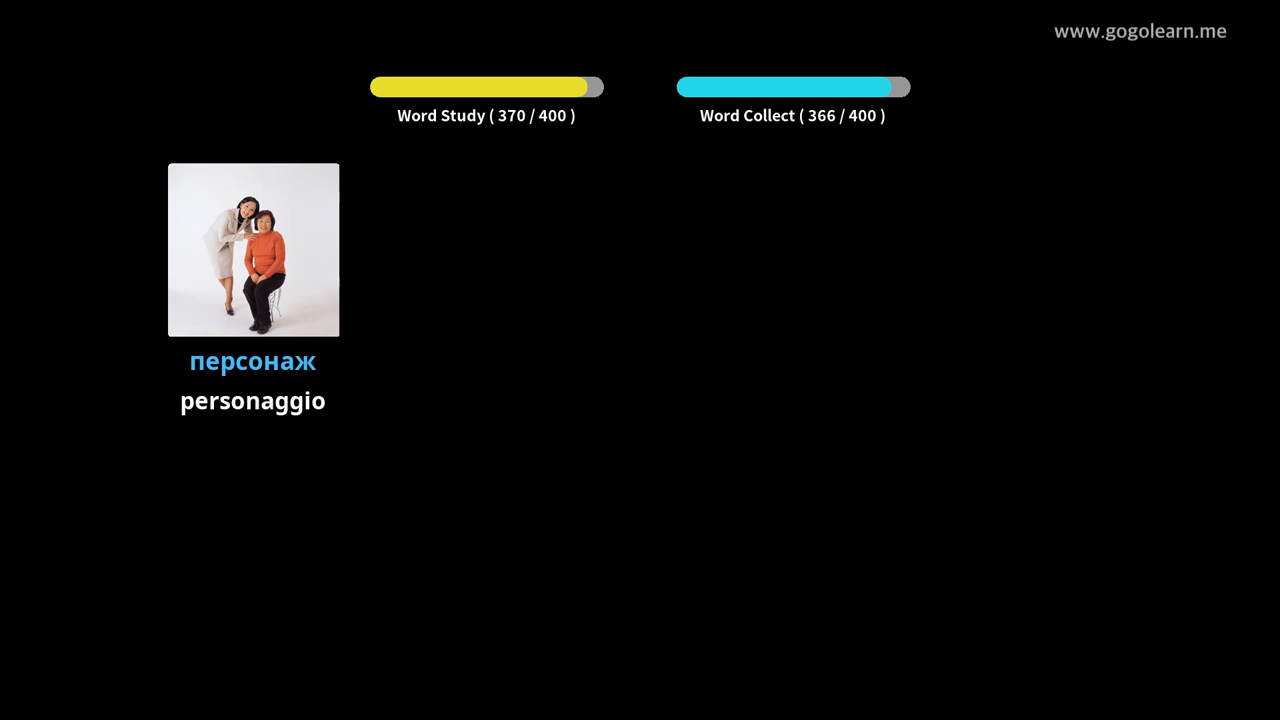 www.gogolearn.me
Word Study ( 370 / 400 )
Word Collect ( 366 / 400 )
персонаж
personaggio